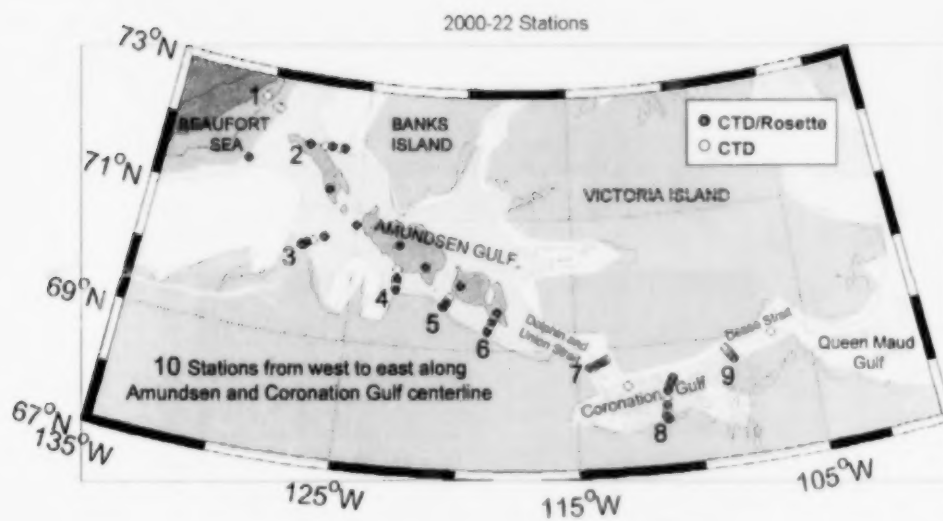 2000-22 Stations
73°N
71°N
69°N
67°N
135°W
125°W
115°W
105°W
BEAUFORT
SEA
BANKS
ISLAND
VICTORIA ISLAND
AMUNDSEN GULF
Dolphin and
Union Strait
Coronation Gulf
Dease Strait
Queen Maud
Gulf
CTD/Rosette
CTD
1
2
3
4
5
6
7
8
9
10 Stations from west to east along
Amundsen and Coronation Gulf centerline